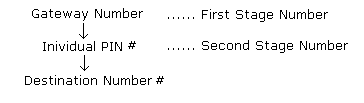 Gateway Number ...... First Stage Number
Inividual PIN # ...... Second Stage Number
Destination Number #